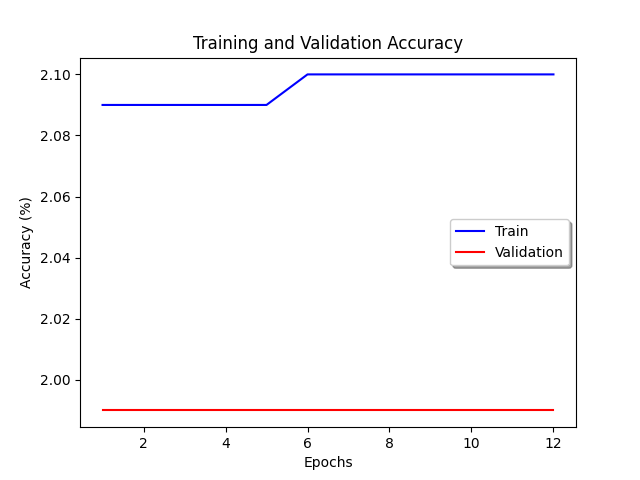 Training and Validation Accuracy
2.10
2.08
2.06
2.04
2.02
2.00
Accuracy (%)
Train
Validation
2 4 6 8 10 12
Epochs